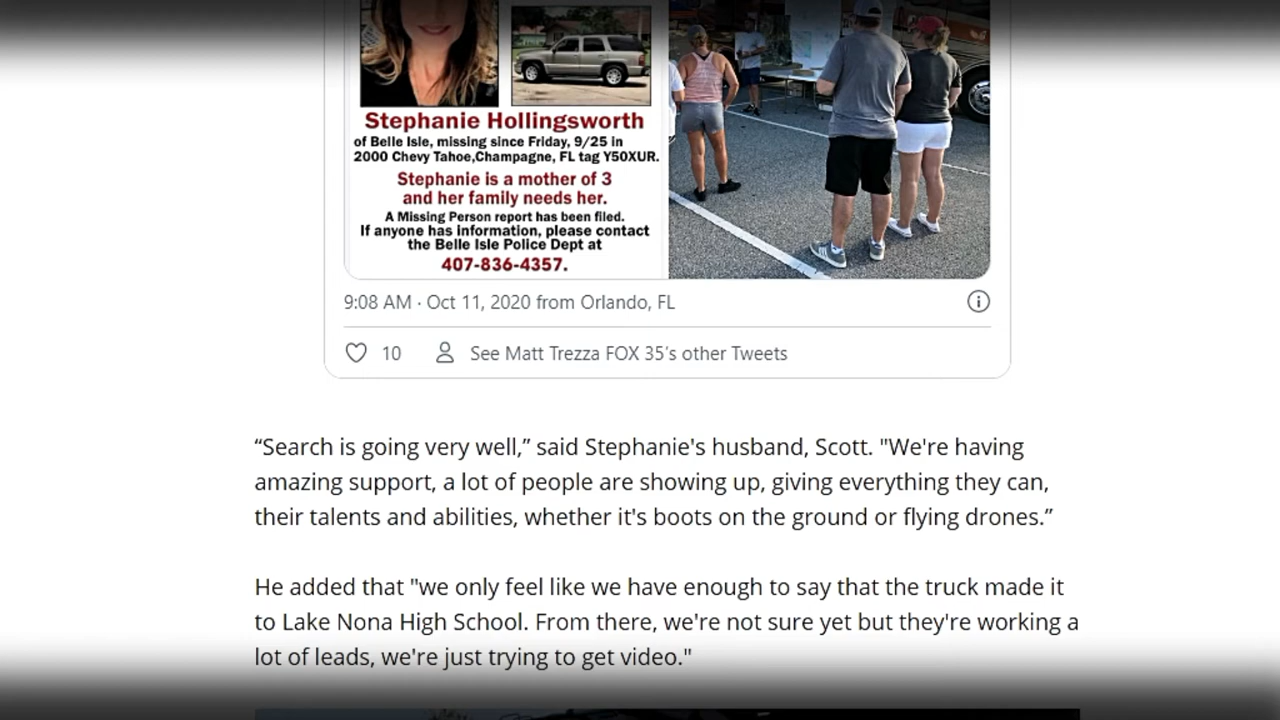 Stephanie Hollingsworth
of Belle Isle, missing since Friday, 9/25 in
2000 Chevy Tahoe,Champagne, FL tag Y50XUR.
Stephanie is a mother of 3
and her family needs her.
A Missing Person report has been filed.
If anyone has information, please contact
the Belle Isle Police Dept at
407-836-4357.
9:08 AM · Oct 11, 2020 from Orlando, FL
10
See Matt Trezza FOX 35's other Tweets
“Search is going very well,” said Stephanie's husband, Scott. "We're having
amazing support, a lot of people are showing up, giving everything they can,
their talents and abilities, whether it's boots on the ground or flying drones.”
He added that "we only feel like we have enough to say that the truck made it
to Lake Nona High School. From there, we're not sure yet but they're working a
lot of leads, we're just trying to get video."